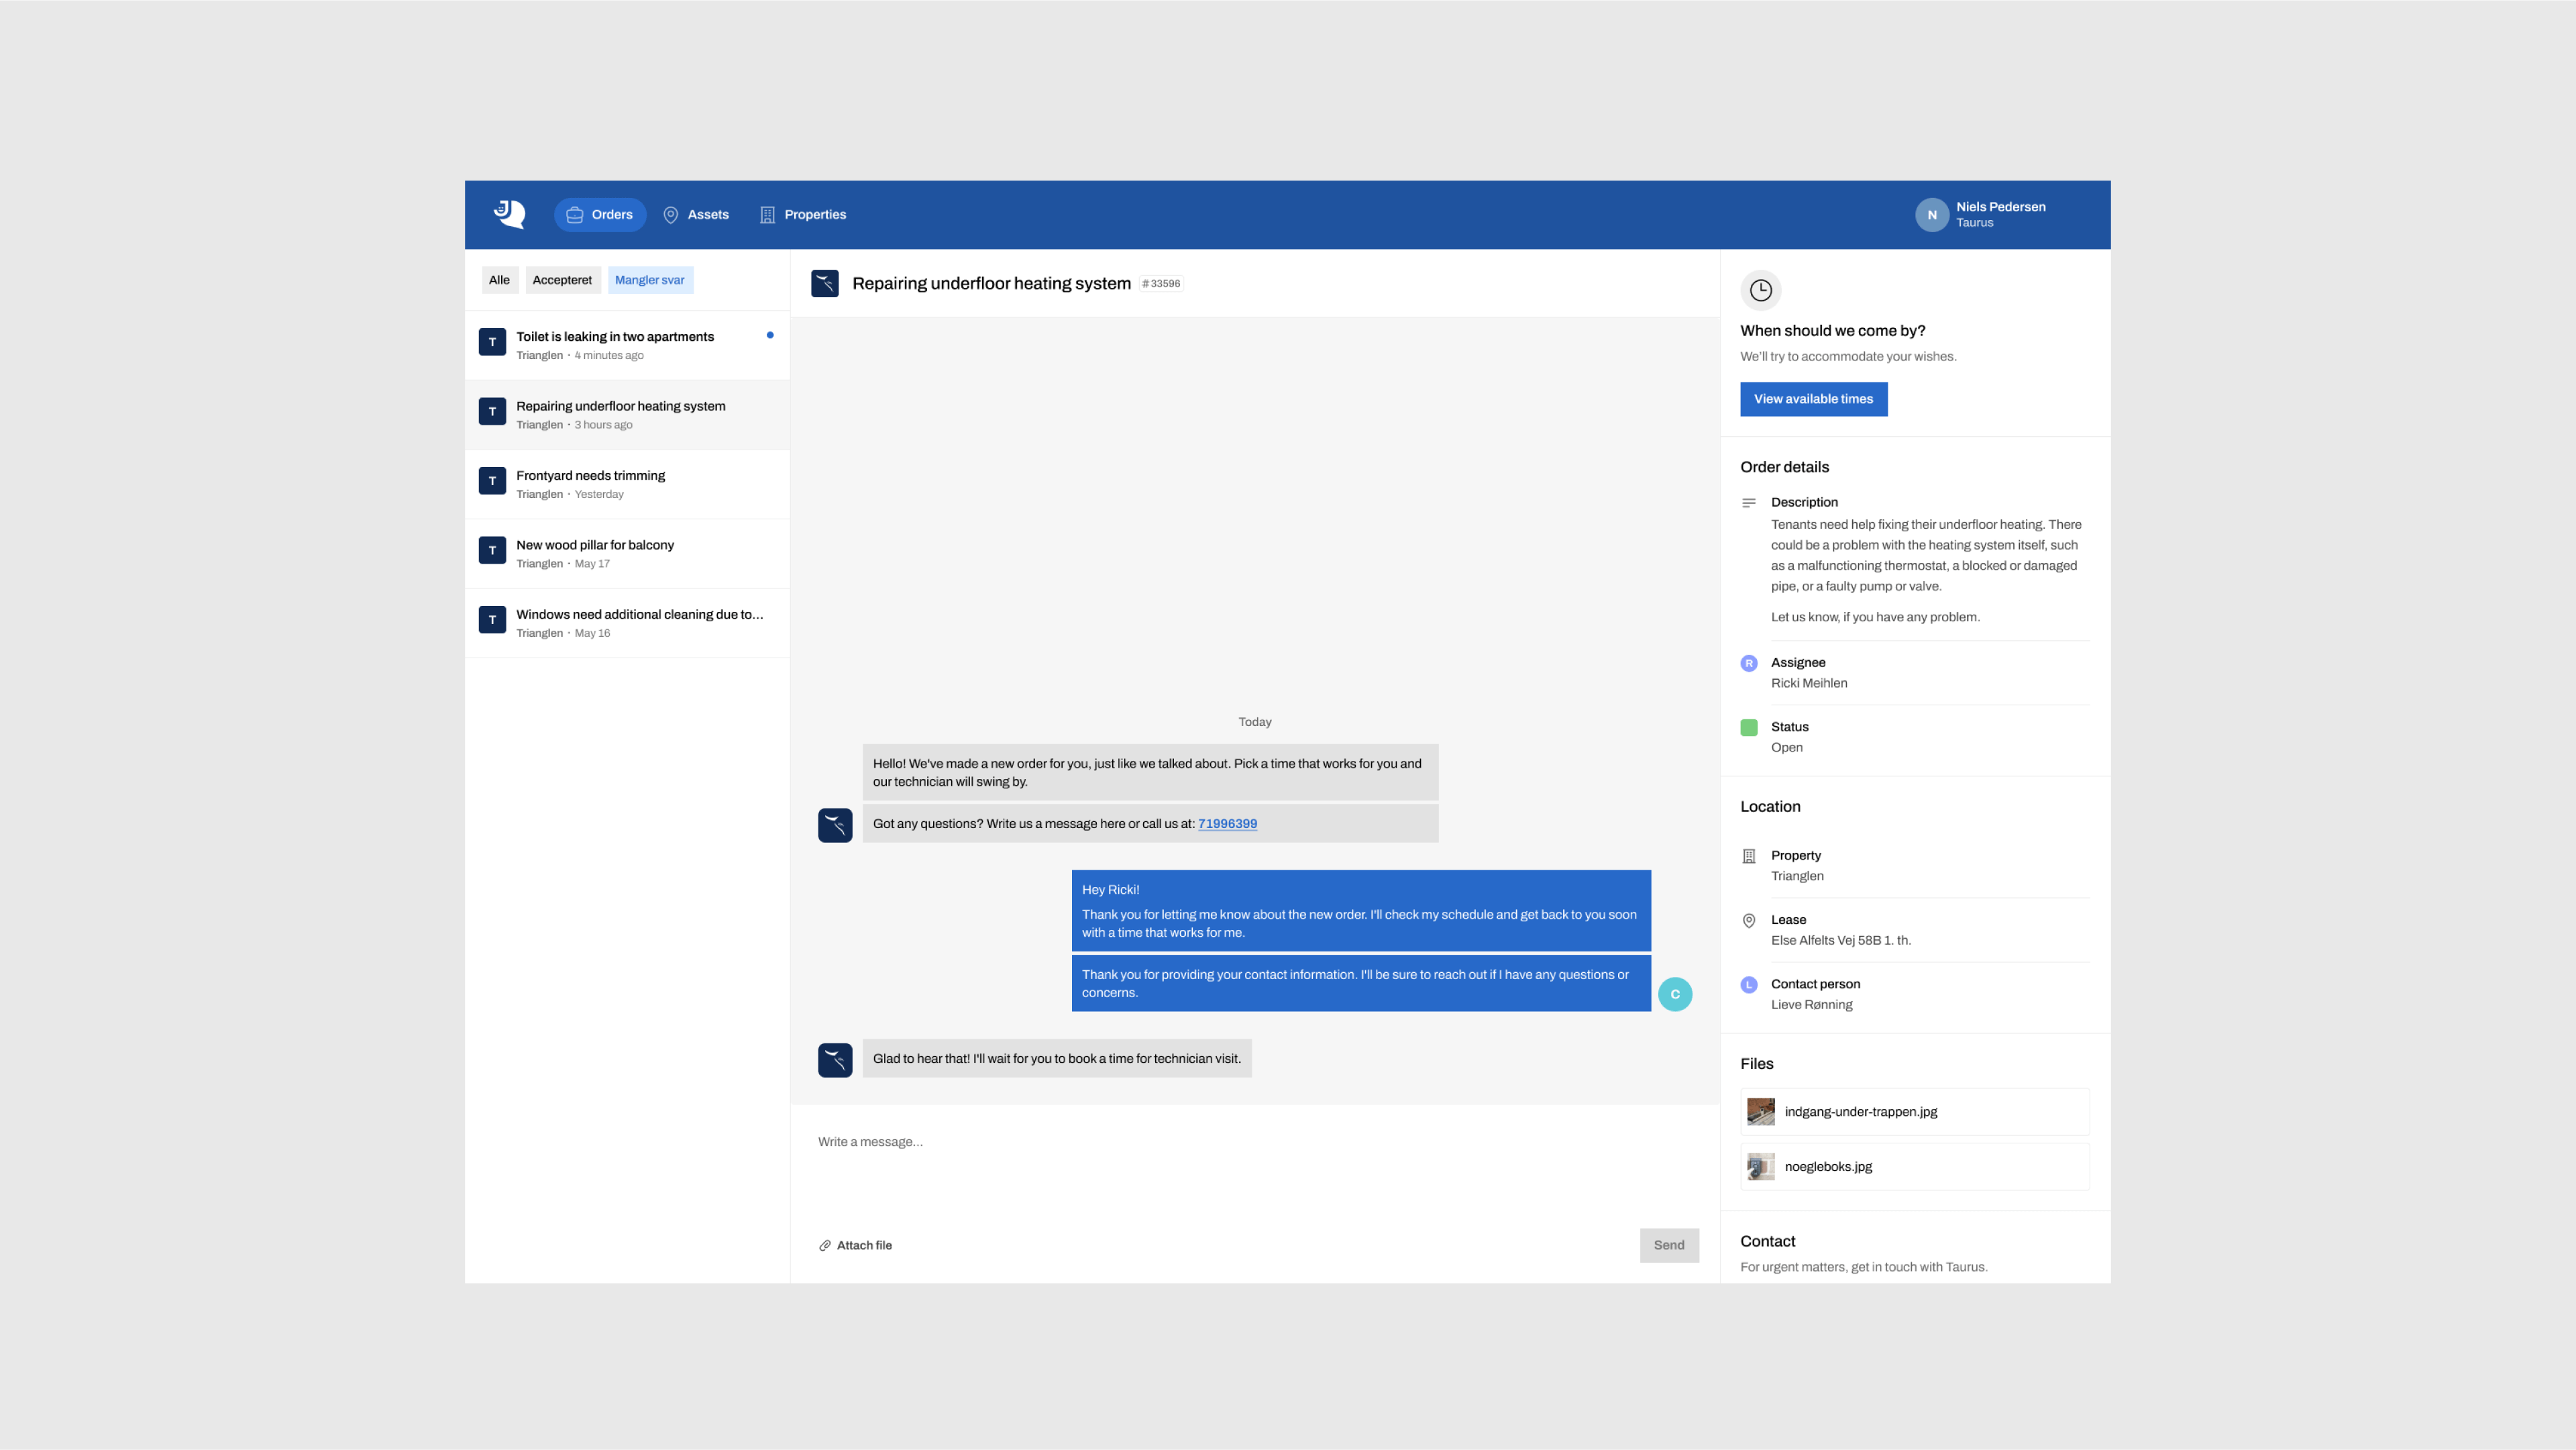 Orders
Assets
Properties
N
Niels Pedersen
Taurus
Alle
Accepteret
Mangler svar
T
Toilet is leaking in two apartments
Trianglen · 4 minutes ago
T
Repairing underfloor heating system
Trianglen · 3 hours ago
T
Frontyard needs trimming
Trianglen · Yesterday
T
New wood pillar for balcony
Trianglen · May 17
T
Windows need additional cleaning due to...
Trianglen · May 16
Repairing underfloor heating system
#33596
Today
Hello! We've made a new order for you, just like we talked about. Pick a time that works for you and
our technician will swing by.
Got any questions? Write us a message here or call us at: 71996399
Hey Ricki!
Thank you for letting me know about the new order. I'll check my schedule and get back to you soon
with a time that works for me.
Thank you for providing your contact information. I'll be sure to reach out if I have any questions or
concerns.
C
Glad to hear that! I'll wait for you to book a time for technician visit.
Write a message...
Attach file
Send
When should we come by?
We'll try to accommodate your wishes.
View available times
Order details
Description
Tenants need help fixing their underfloor heating. There
could be a problem with the heating system itself, such
as a malfunctioning thermostat, a blocked or damaged
pipe, or a faulty pump or valve.
Let us know, if you have any problem.
R
Assignee
Ricki Meihlen
Status
Open
Location
Property
Trianglen
Lease
Else Alfelts Vej 58B 1. th.
L
Contact person
Lieve Rønning
Files
indgang-under-trappen.jpg
noegleboks.jpg
Contact
For urgent matters, get in touch with Taurus.